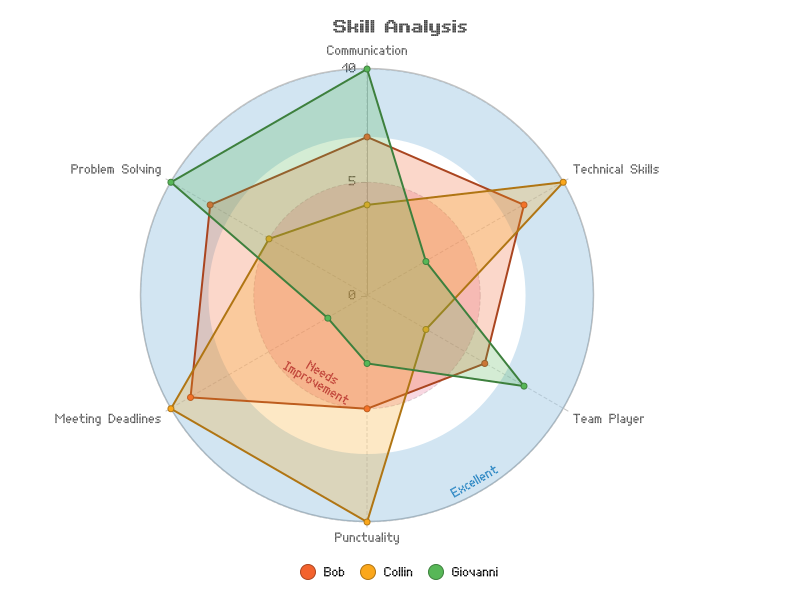 Skill Analysis
Communication
10
Problem Solving
Technical Skills
5
0
Needs
Improvement
Meeting Deadlines
Team Player
Excellent
Punctuality
Bob
Collin
Giovanni